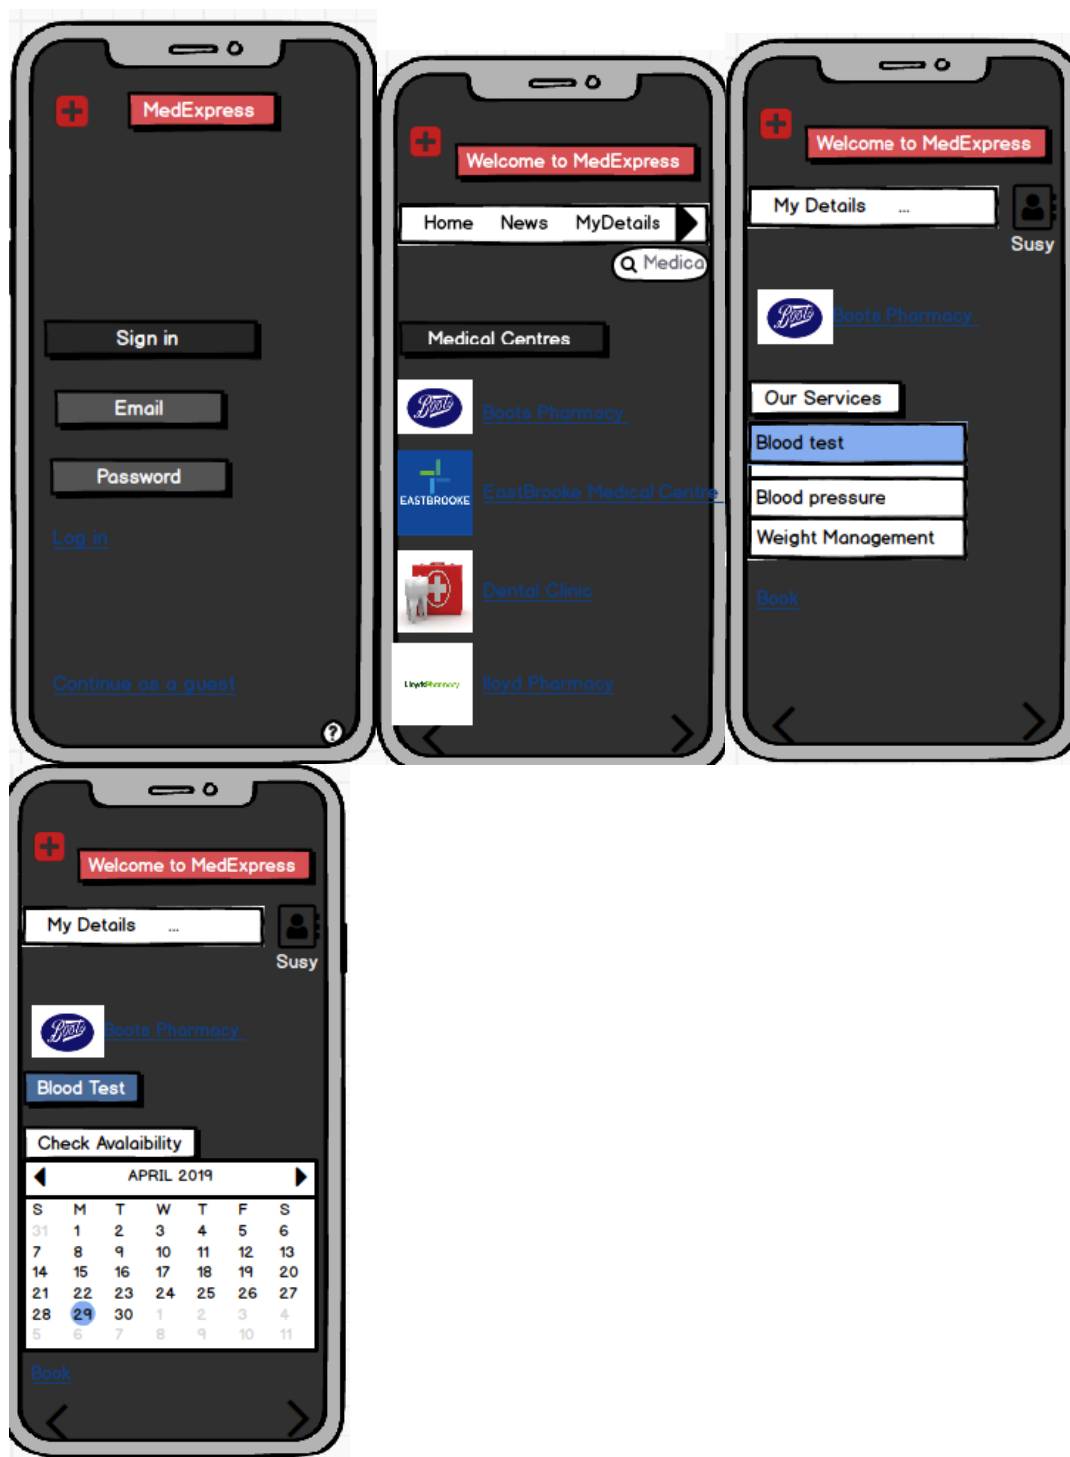 MedExpress
Sign in
Email
Password
Log in
Continue as a guest
?
Welcome to MedExpress
Home News MyDetails
Medica
Medical Centres
Boots
Boots Pharmacy
EASTBROOKE
EastBrooke Medical Centre
Dental Clinic
LloydsPharmacy
lloyd Pharmacy
Welcome to MedExpress
My Details ...
Susy
Boots
Boots Pharmacy
Our Services
Blood test
Blood pressure
Weight Management
Book
Welcome to MedExpress
My Details ...
Susy
Boots
Boots Pharmacy
Blood Test
Check Avalaibility
APRIL 2019
S M T W T F S
31 1 2 3 4 5 6
7 8 9 10 11 12 13
14 15 16 17 18 19 20
21 22 23 24 25 26 27
28 29 30 1 2 3 4
5 6 7 8 9 10 11
Book